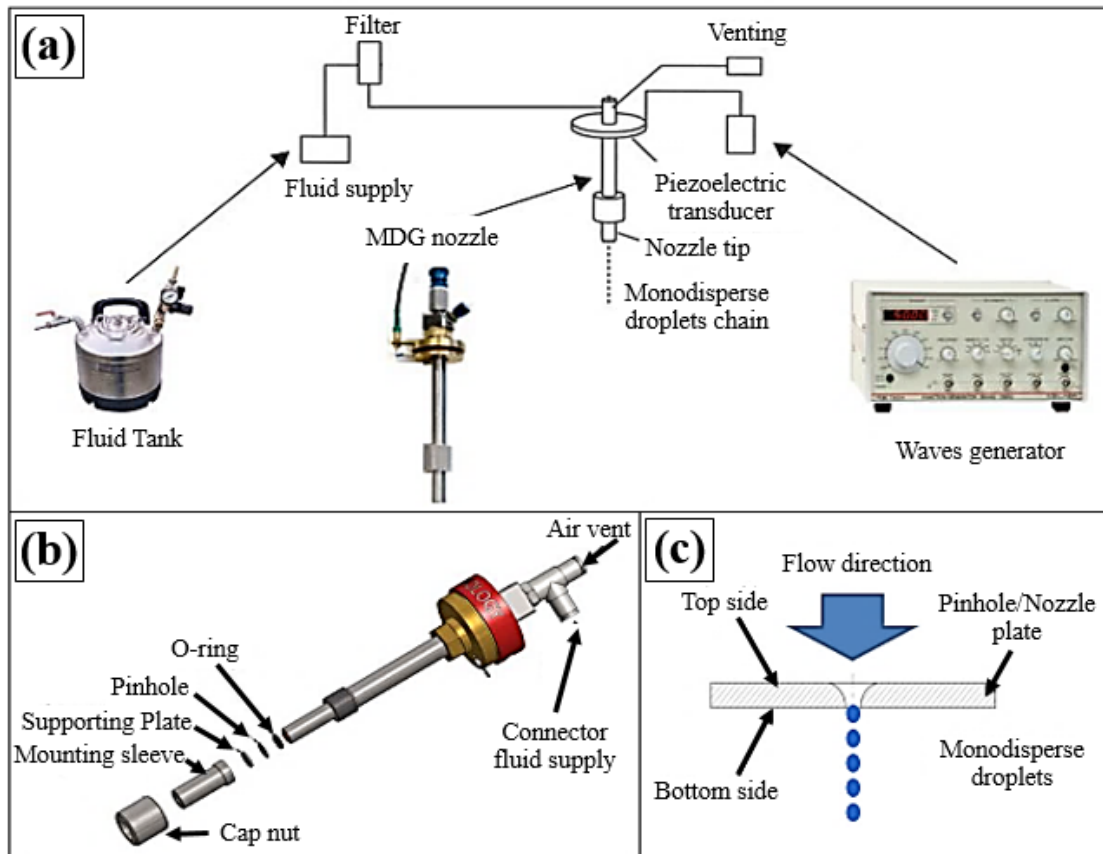 (a)
Filter
Venting
Fluid supply
Piezoelectric
transducer
MDG nozzle
Nozzle tip
Monodisperse
droplets chain
Fluid Tank
Waves generator
(b)
Air vent
O-ring
Pinhole
Supporting Plate
Mounting sleeve
Connector
fluid supply
Cap nut
(c)
Flow direction
Top side
Pinhole/Nozzle
plate
Bottom side
Monodisperse
droplets